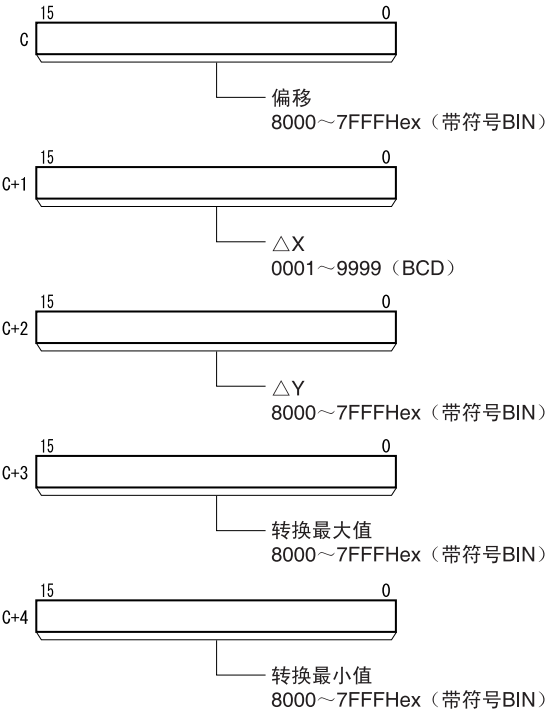 15 0
C
偏移
8000～7FFFHex（带符号BIN）
15 0
C+1
△X
0001～9999（BCD）
15 0
C+2
△Y
8000～7FFFHex（带符号BIN）
15 0
C+3
转换最大值
8000～7FFFHex（带符号BIN）
15 0
C+4
转换最小值
8000～7FFFHex（带符号BIN）